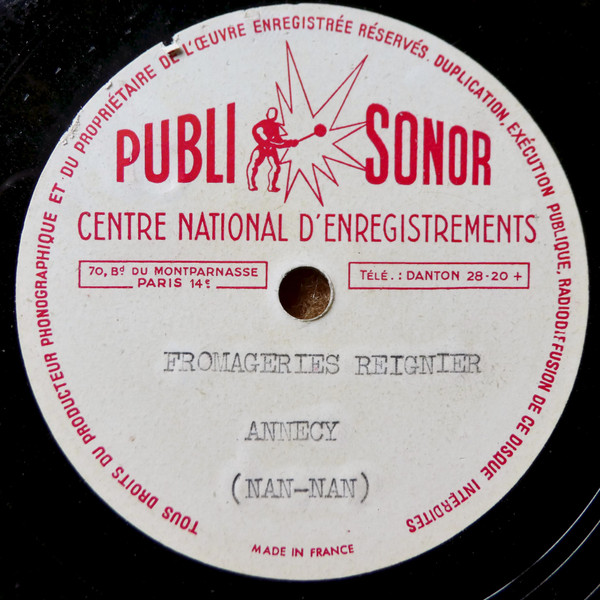 TOUS DROITS DU PRODUCTEUR PHONOGRAPHIQUE ET DU PROPRIÉTAIRE DE L'ŒUVRE ENREGISTRÉE RÉSERVÉS. DUPLICATION, EXÉCUTION PUBLIQUE, RADIODIFFUSION DE CE DISQUE INTERDITES
PUBLI SONOR
CENTRE NATIONAL D'ENREGISTREMENTS
70, Bd DU MONTPARNASSE
PARIS 14e
TÉLÉ.: DANTON 28-20 +
FROMAGERIES REIGNIER
ANNECY
(NAN-NAN)
MADE IN FRANCE